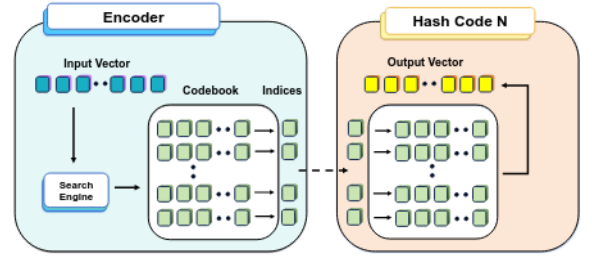 Encoder
Hash Code N
Input Vector
Output Vector
Codebook
Indices
Search
Engine